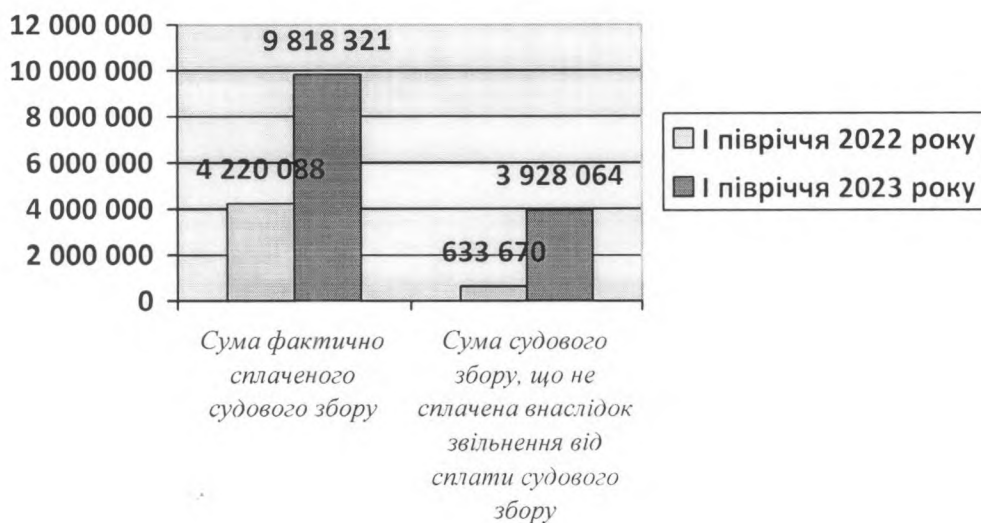 12 000 000
10 000 000
8 000 000
6 000 000
4 000 000
2 000 000
0
9 818 321
4 220 088
3 928 064
633 670
Сума фактично
сплаченого
судового збору
Сума судового
збору, що не
сплачена внаслідок
звільнення від
сплати судового
збору
І півріччя 2022 року
І півріччя 2023 року